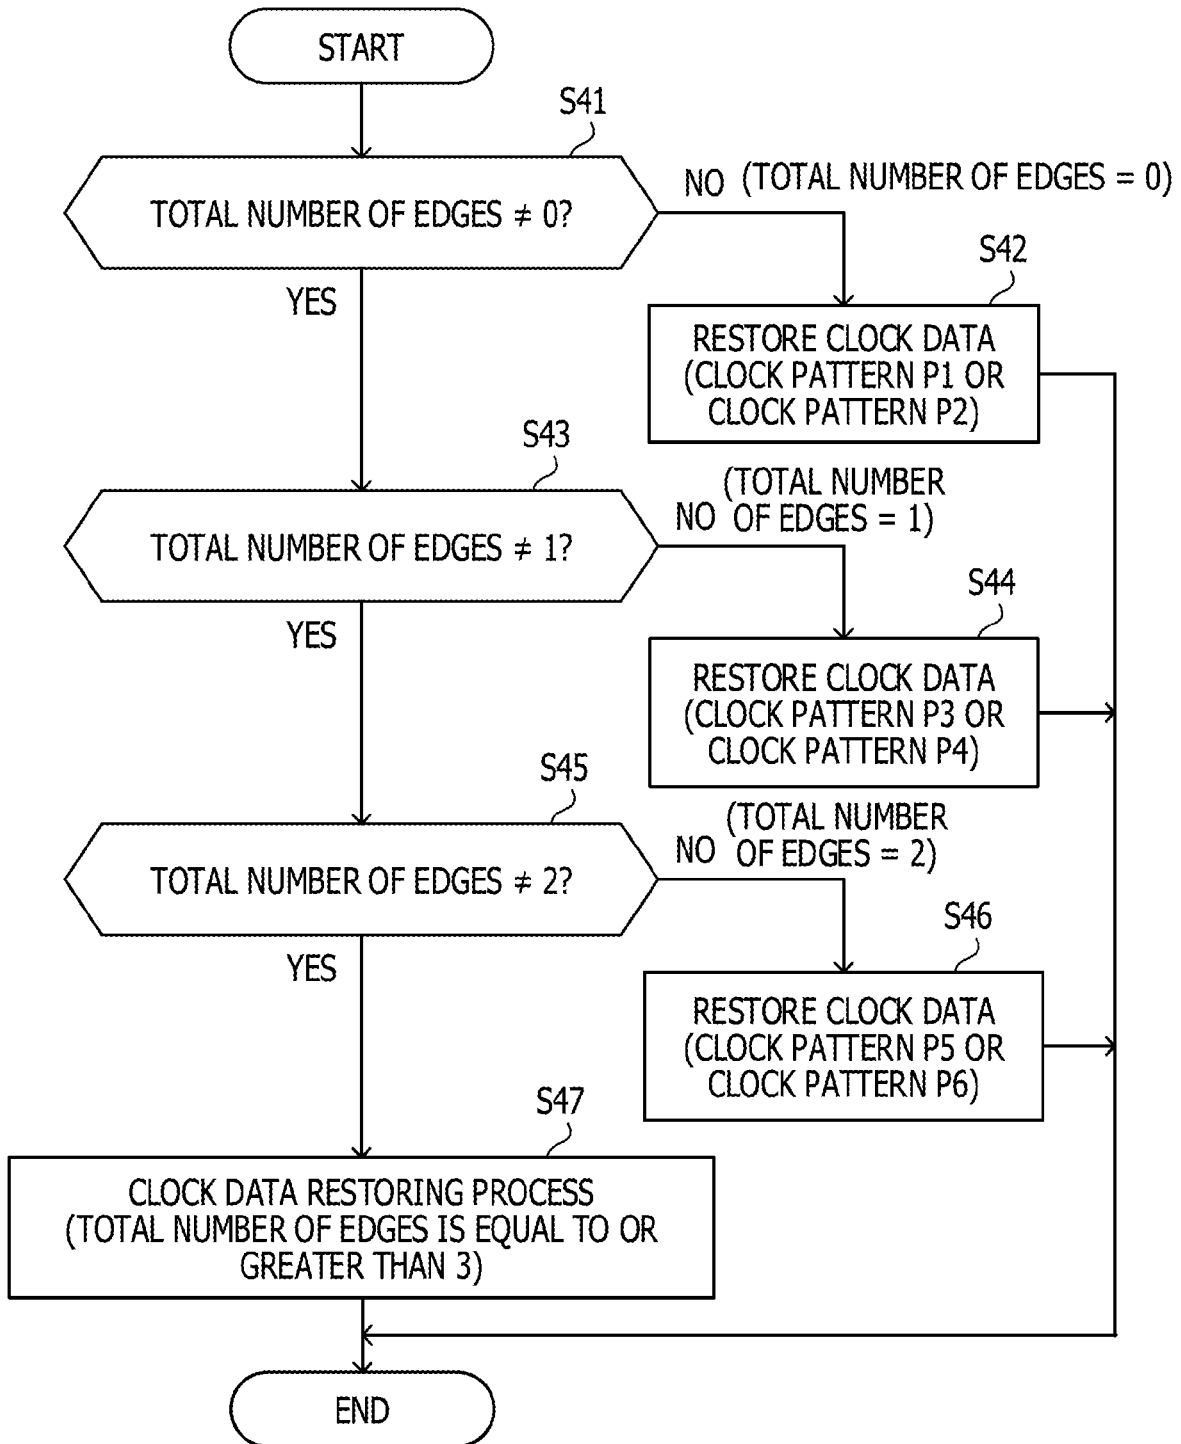 START
S41
TOTAL NUMBER OF EDGES ≠ 0?
NO (TOTAL NUMBER OF EDGES = 0)
YES
S42
RESTORE CLOCK DATA
(CLOCK PATTERN P1 OR
CLOCK PATTERN P2)
S43
TOTAL NUMBER OF EDGES ≠ 1?
(TOTAL NUMBER
NO OF EDGES = 1)
YES
S44
RESTORE CLOCK DATA
(CLOCK PATTERN P3 OR
CLOCK PATTERN P4)
S45
TOTAL NUMBER OF EDGES ≠ 2?
(TOTAL NUMBER
NO OF EDGES = 2)
YES
S46
RESTORE CLOCK DATA
(CLOCK PATTERN P5 OR
CLOCK PATTERN P6)
S47
CLOCK DATA RESTORING PROCESS
(TOTAL NUMBER OF EDGES IS EQUAL TO OR
GREATER THAN 3)
END